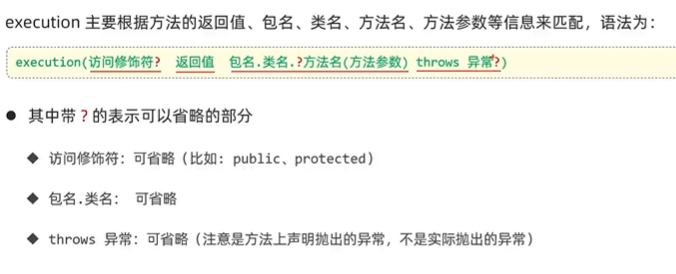 execution 主要根据方法的返回值、包名、类名、方法名、方法参数等信息来匹配，语法为：
execution(访问修饰符? 返回值 包名.类名.?方法名(方法参数) throws 异常?)
● 其中带 ? 的表示可以省略的部分
◆ 访问修饰符：可省略（比如: public、protected）
◆ 包名.类名： 可省略
◆ throws 异常：可省略（注意是方法上声明抛出的异常，不是实际抛出的异常）